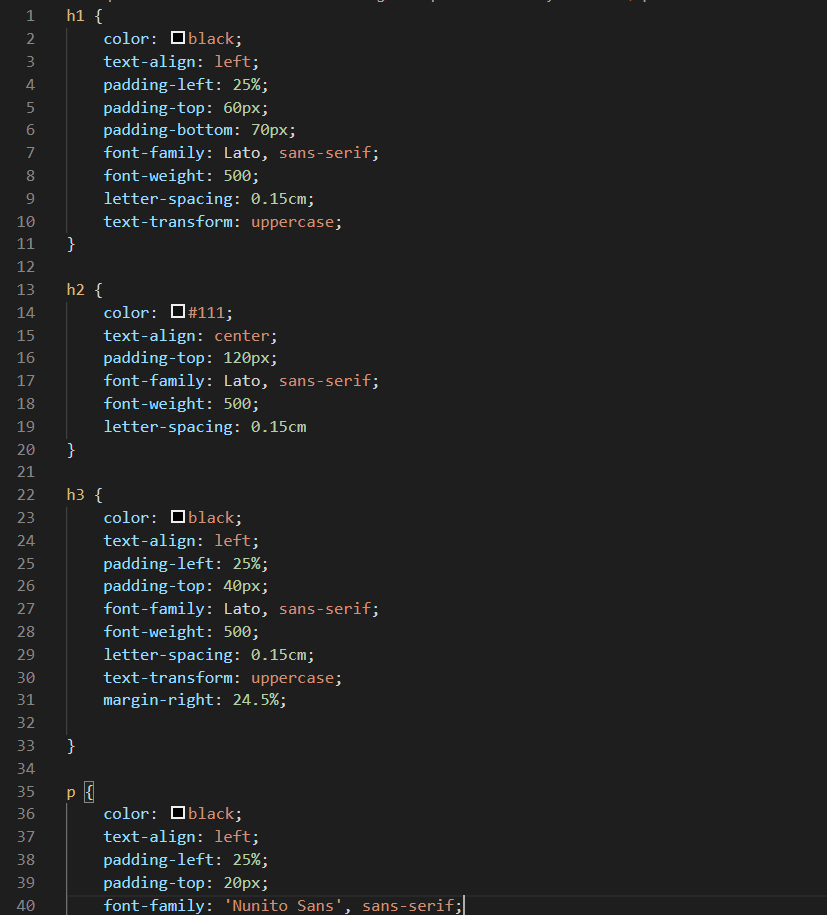 1 h1 {
2 color: black;
3 text-align: left;
4 padding-left: 25%;
5 padding-top: 60px;
6 padding-bottom: 70px;
7 font-family: Lato, sans-serif;
8 font-weight: 500;
9 letter-spacing: 0.15cm;
10 text-transform: uppercase;
11 }
12
13 h2 {
14 color: #111;
15 text-align: center;
16 padding-top: 120px;
17 font-family: Lato, sans-serif;
18 font-weight: 500;
19 letter-spacing: 0.15cm
20 }
21
22 h3 {
23 color: black;
24 text-align: left;
25 padding-left: 25%;
26 padding-top: 40px;
27 font-family: Lato, sans-serif;
28 font-weight: 500;
29 letter-spacing: 0.15cm;
30 text-transform: uppercase;
31 margin-right: 24.5%;
32
33 }
34
35 p {
36 color: black;
37 text-align: left;
38 padding-left: 25%;
39 padding-top: 20px;
40 font-family: 'Nunito Sans', sans-serif;